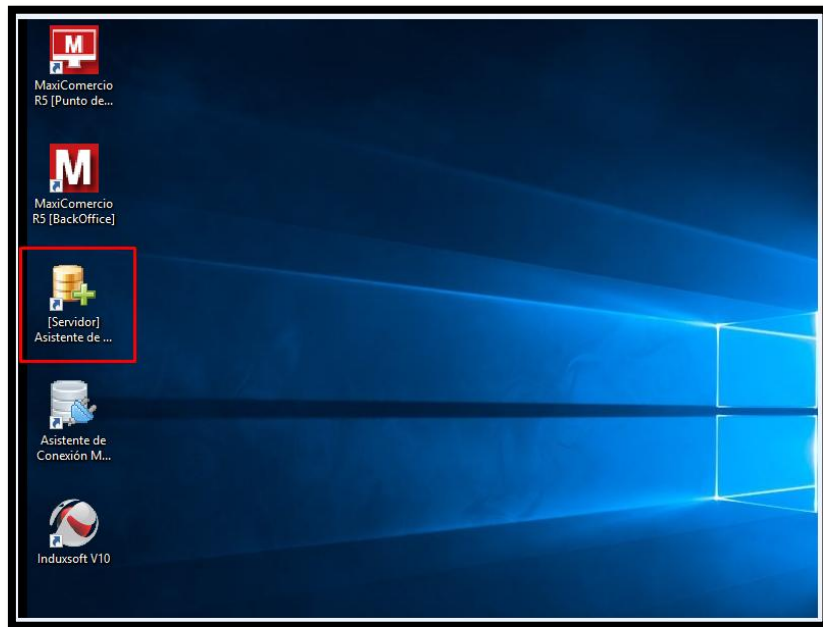 M
MaxiComercio
R5 [Punto de...
M
MaxiComercio
R5 [BackOffice]
[Servidor]
Asistente de ...
Asistente de
Conexión M...
Induxsoft V10